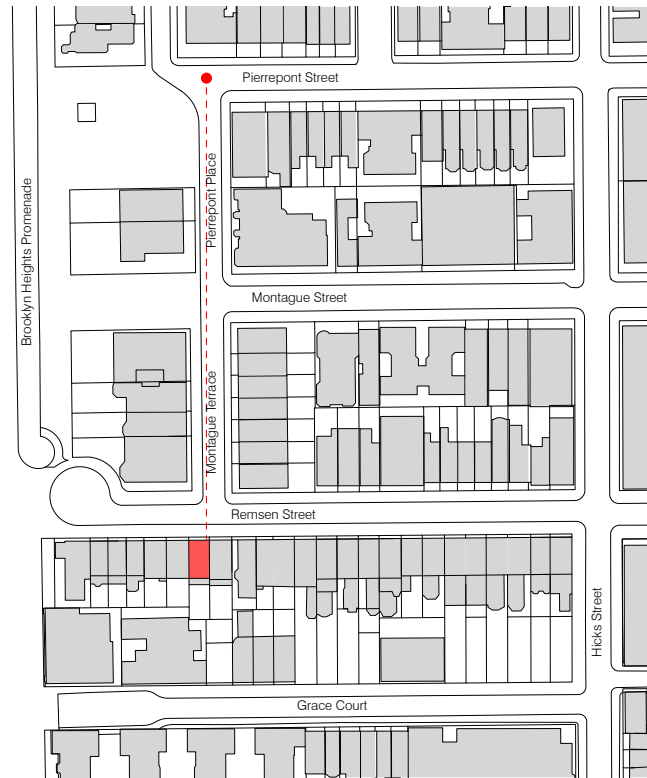 Pierrepont Street
Brooklyn Heights Promenade
Pierrepont Place
Montague Street
Montague Terrace
Remsen Street
Hicks Street
Grace Court